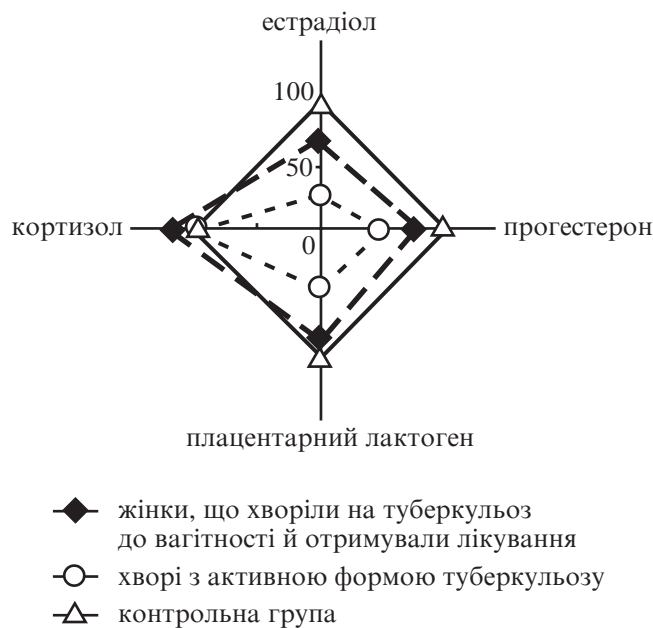 естрадіол
100
50
кортизол
прогестерон
0
плацентарний лактоген
жінки, що хворіли на туберкульоз
до вагітності й отримували лікування
хворі з активною формою туберкульозу
контрольна група